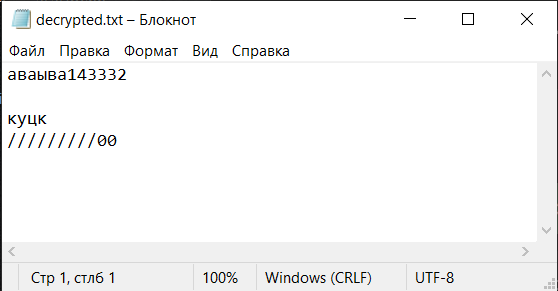 decrypted.txt – Блокнот
Файл Правка Формат Вид Справка
аваыва143332
куцк
/////////00
Стр 1, стлб 1 100% Windows (CRLF) UTF-8